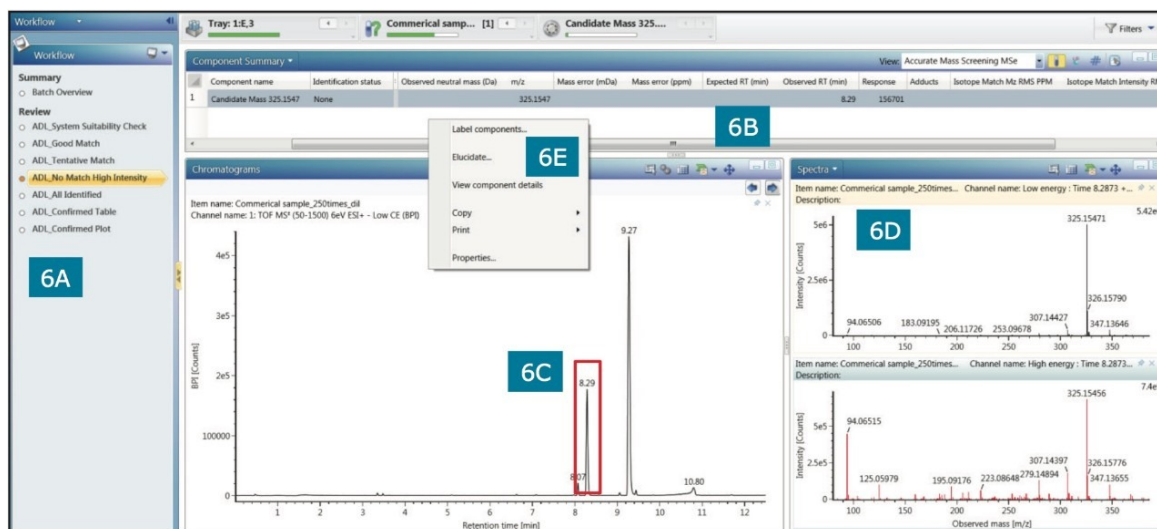 Workflow
Workflow
Summary
Batch Overview
Review
ADL_System Suitability Check
ADL_Good Match
ADL_Tentative Match
ADL_No Match High Intensity
ADL_All Identified
ADL_Confirmed Table
ADL_Confirmed Plot
6A
Tray: 1:E,3
Commerical samp... [1]
Candidate Mass 325....
Filters
Component Summary
View: Accurate Mass Screening MSe
Component name Identification status Observed neutral mass (Da) m/z Mass error (mDa) Mass error (ppm) Expected RT (min) Observed RT (min) Response Adducts Isotope Match Mz RMS PPM Isotope Match Intensity R
1 Candidate Mass 325.1547 None 325.1547 8.29 156701
6B
Label components...
Elucidate...
View component details
Copy
Print
Properties...
6E
Chromatograms
Item name: Commerical sample_250times_dil
Channel name: 1: TOF MSᴱ (50-1500) 6eV ESI+ - Low CE (BPI)
BPI [Counts]
4e5
3e5
2e5
100000
0
6C
8.07
8.29
9.27
10.80
1 2 3 4 5 6 7 8 9 10 11 12
Retention time [min]
Spectra
Item name: Commerical sample_250times... Channel name: Low energy : Time 8.2873 +...
Description:
5.42e
6D
Intensity [Counts]
5e6
2.5e6
0
325.15471
326.15790
307.14427
347.13646
94.06506
183.09195
206.11726
253.09678
100 150 200 250 300 350
Item name: Commerical sample_250times... Channel name: High energy : Time 8.2873...
Description:
7.4e
Intensity [Counts]
5e5
2.5e5
0
325.15456
94.06515
307.14397
326.15776
125.05979
195.09176
223.08648
279.14894
347.13655
100 150 200 250 300 350
Observed mass [m/z]